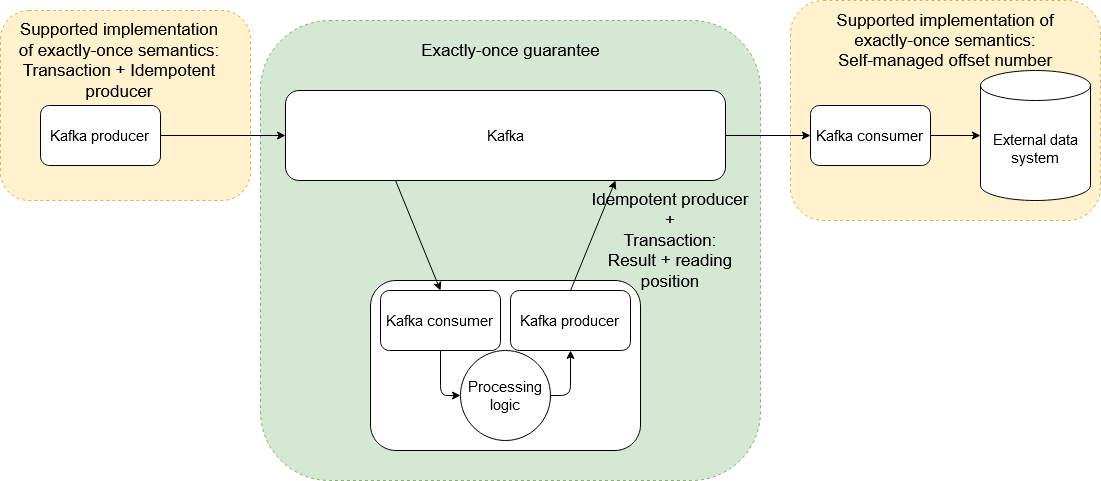 Supported implementation
of exactly-once semantics:
Transaction + Idempotent
producer
Kafka producer
Exactly-once guarantee
Kafka
Idempotent producer
+
Transaction:
Result + reading
position
Kafka consumer
Kafka producer
Processing
logic
Supported implementation of
exactly-once semantics:
Self-managed offset number
Kafka consumer
External data
system